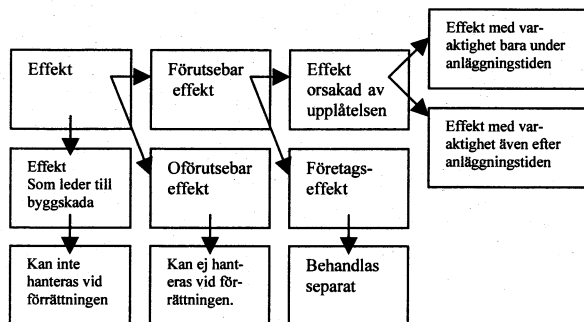 Effekt
Förutsebar
effekt
Effekt
orsakad av
upplåtelsen
Effekt med var-
aktighet bara under
anläggningstiden
Effekt med var-
aktighet även efter
anläggningstiden
Effekt
Som leder till
byggskada
Oförutsebar
effekt
Företags-
effekt
Kan inte
hanteras vid
förrättningen
Kan ej hant-
eras vid för-
rättningen.
Behandlas
separat